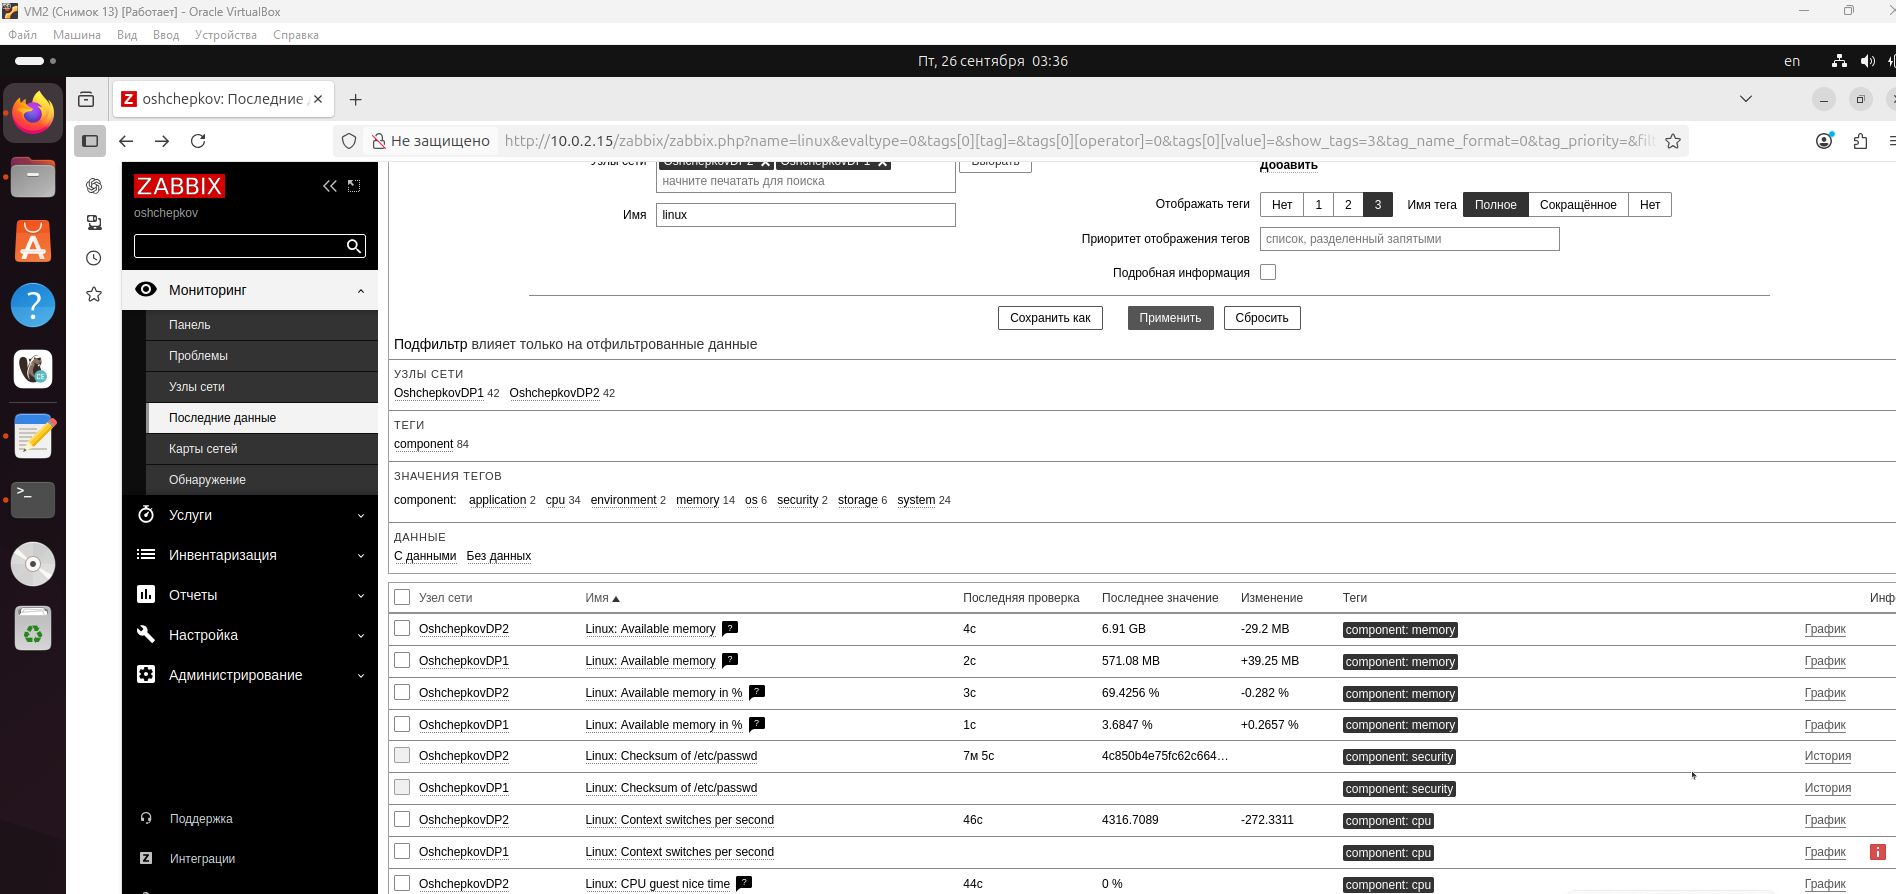 VM2 (Снимок 13) [Работает] - Oracle VirtualBox
Файл Машина Вид Ввод Устройства Справка
Пт, 26 сентября 03:36
en
oshchepkov: Последние
Не защищено http://10.0.2.15/zabbix/zabbix.php?name=linux&evaltype=0&tags[0][tag]=&tags[0][operator]=0&tags[0][value]=&show_tags=3&tag_name_format=0&tag_priority=&filt
ZABBIX
oshchepkov
Мониторинг
Панель
Проблемы
Узлы сети
Последние данные
Карты сетей
Обнаружение
Услуги
Инвентаризация
Отчеты
Настройка
Администрирование
Поддержка
Интеграции
Узлы сети OshchepkovDP2 OshchepkovDP1 Выбрать
начните печатать для поиска
Имя linux
Добавить
Отображать теги Нет 1 2 3 Имя тега Полное Сокращённое Нет
Приоритет отображения тегов список, разделенный запятыми
Подробная информация
Сохранить как Применить Сбросить
Подфильтр влияет только на отфильтрованные данные
УЗЛЫ СЕТИ
OshchepkovDP1 42 OshchepkovDP2 42
ТЕГИ
component 84
ЗНАЧЕНИЯ ТЕГОВ
component: application 2 cpu 34 environment 2 memory 14 os 6 security 2 storage 6 system 24
ДАННЫЕ
С данными Без данных
Узел сети Имя Последняя проверка Последнее значение Изменение Теги Инф
OshchepkovDP2 Linux: Available memory ? 4с 6.91 GB -29.2 MB component: memory График
OshchepkovDP1 Linux: Available memory ? 2с 571.08 MB +39.25 MB component: memory График
OshchepkovDP2 Linux: Available memory in % ? 3с 69.4256 % -0.282 % component: memory График
OshchepkovDP1 Linux: Available memory in % ? 1с 3.6847 % +0.2657 % component: memory График
OshchepkovDP2 Linux: Checksum of /etc/passwd 7м 5с 4c850b4e75fc62c664… component: security История
OshchepkovDP1 Linux: Checksum of /etc/passwd component: security История
OshchepkovDP2 Linux: Context switches per second 46с 4316.7089 -272.3311 component: cpu График
OshchepkovDP1 Linux: Context switches per second component: cpu График i
OshchepkovDP2 Linux: CPU guest nice time ? 44с 0 % component: cpu График